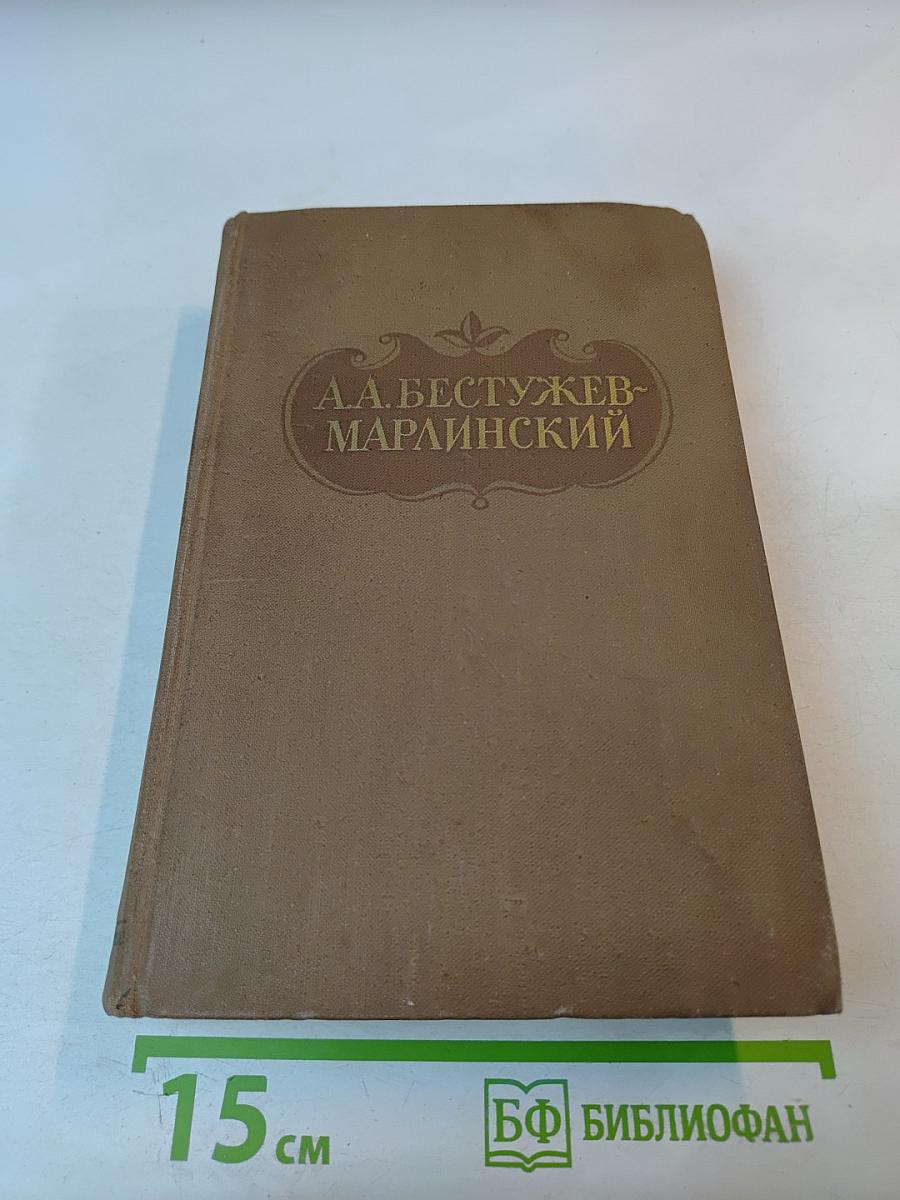 А.А.БЕСТУЖЕВ-
МАРЛИНСКИЙ
15 см
БФ БИБЛИОФАН